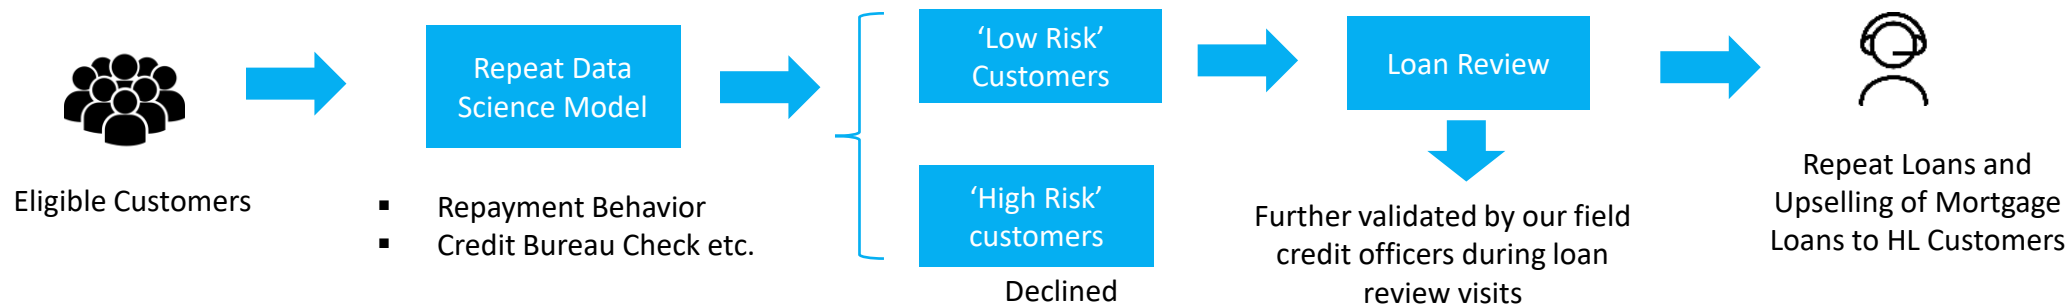 Eligible Customers
Repeat Data
Science Model
▪ Repayment Behavior
▪ Credit Bureau Check etc.
‘Low Risk’
Customers
‘High Risk’
customers
Declined
Loan Review
Further validated by our field
credit officers during loan
review visits
Repeat Loans and
Upselling of Mortgage
Loans to HL Customers